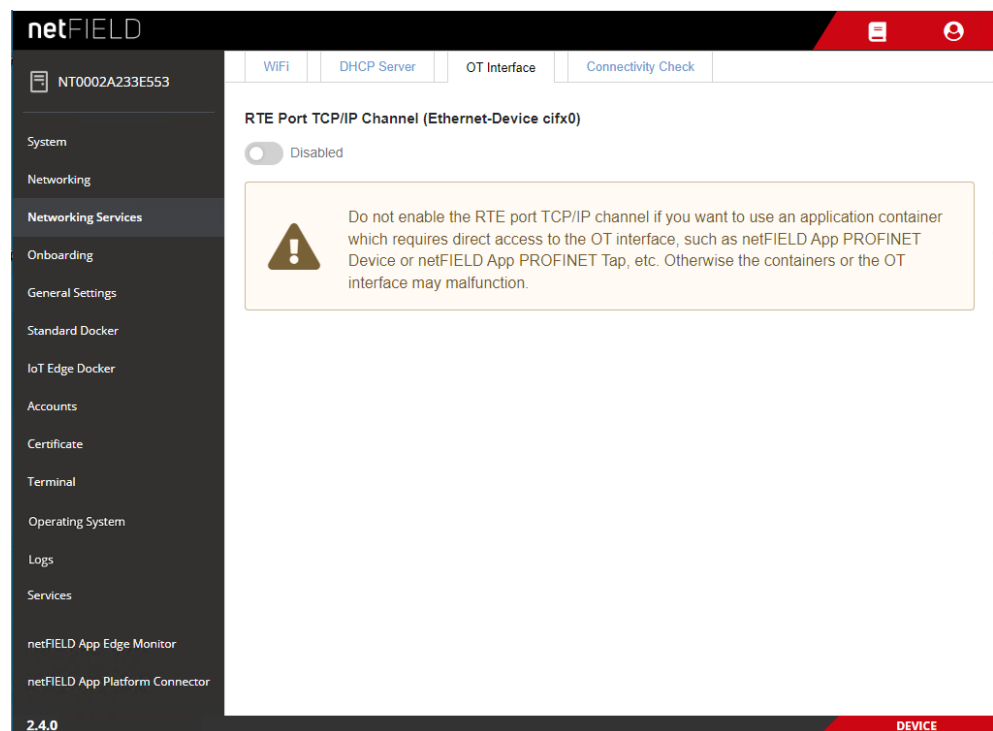 netFIELD
NT0002A233E553
System
Networking
Networking Services
Onboarding
General Settings
Standard Docker
IoT Edge Docker
Accounts
Certificate
Terminal
Operating System
Logs
Services
netFIELD App Edge Monitor
netFIELD App Platform Connector
2.4.0
WiFi
DHCP Server
OT Interface
Connectivity Check
RTE Port TCP/IP Channel (Ethernet-Device cifx0)
Disabled
Do not enable the RTE port TCP/IP channel if you want to use an application container
which requires direct access to the OT interface, such as netFIELD App PROFINET
Device or netFIELD App PROFINET Tap, etc. Otherwise the containers or the OT
interface may malfunction.
DEVICE